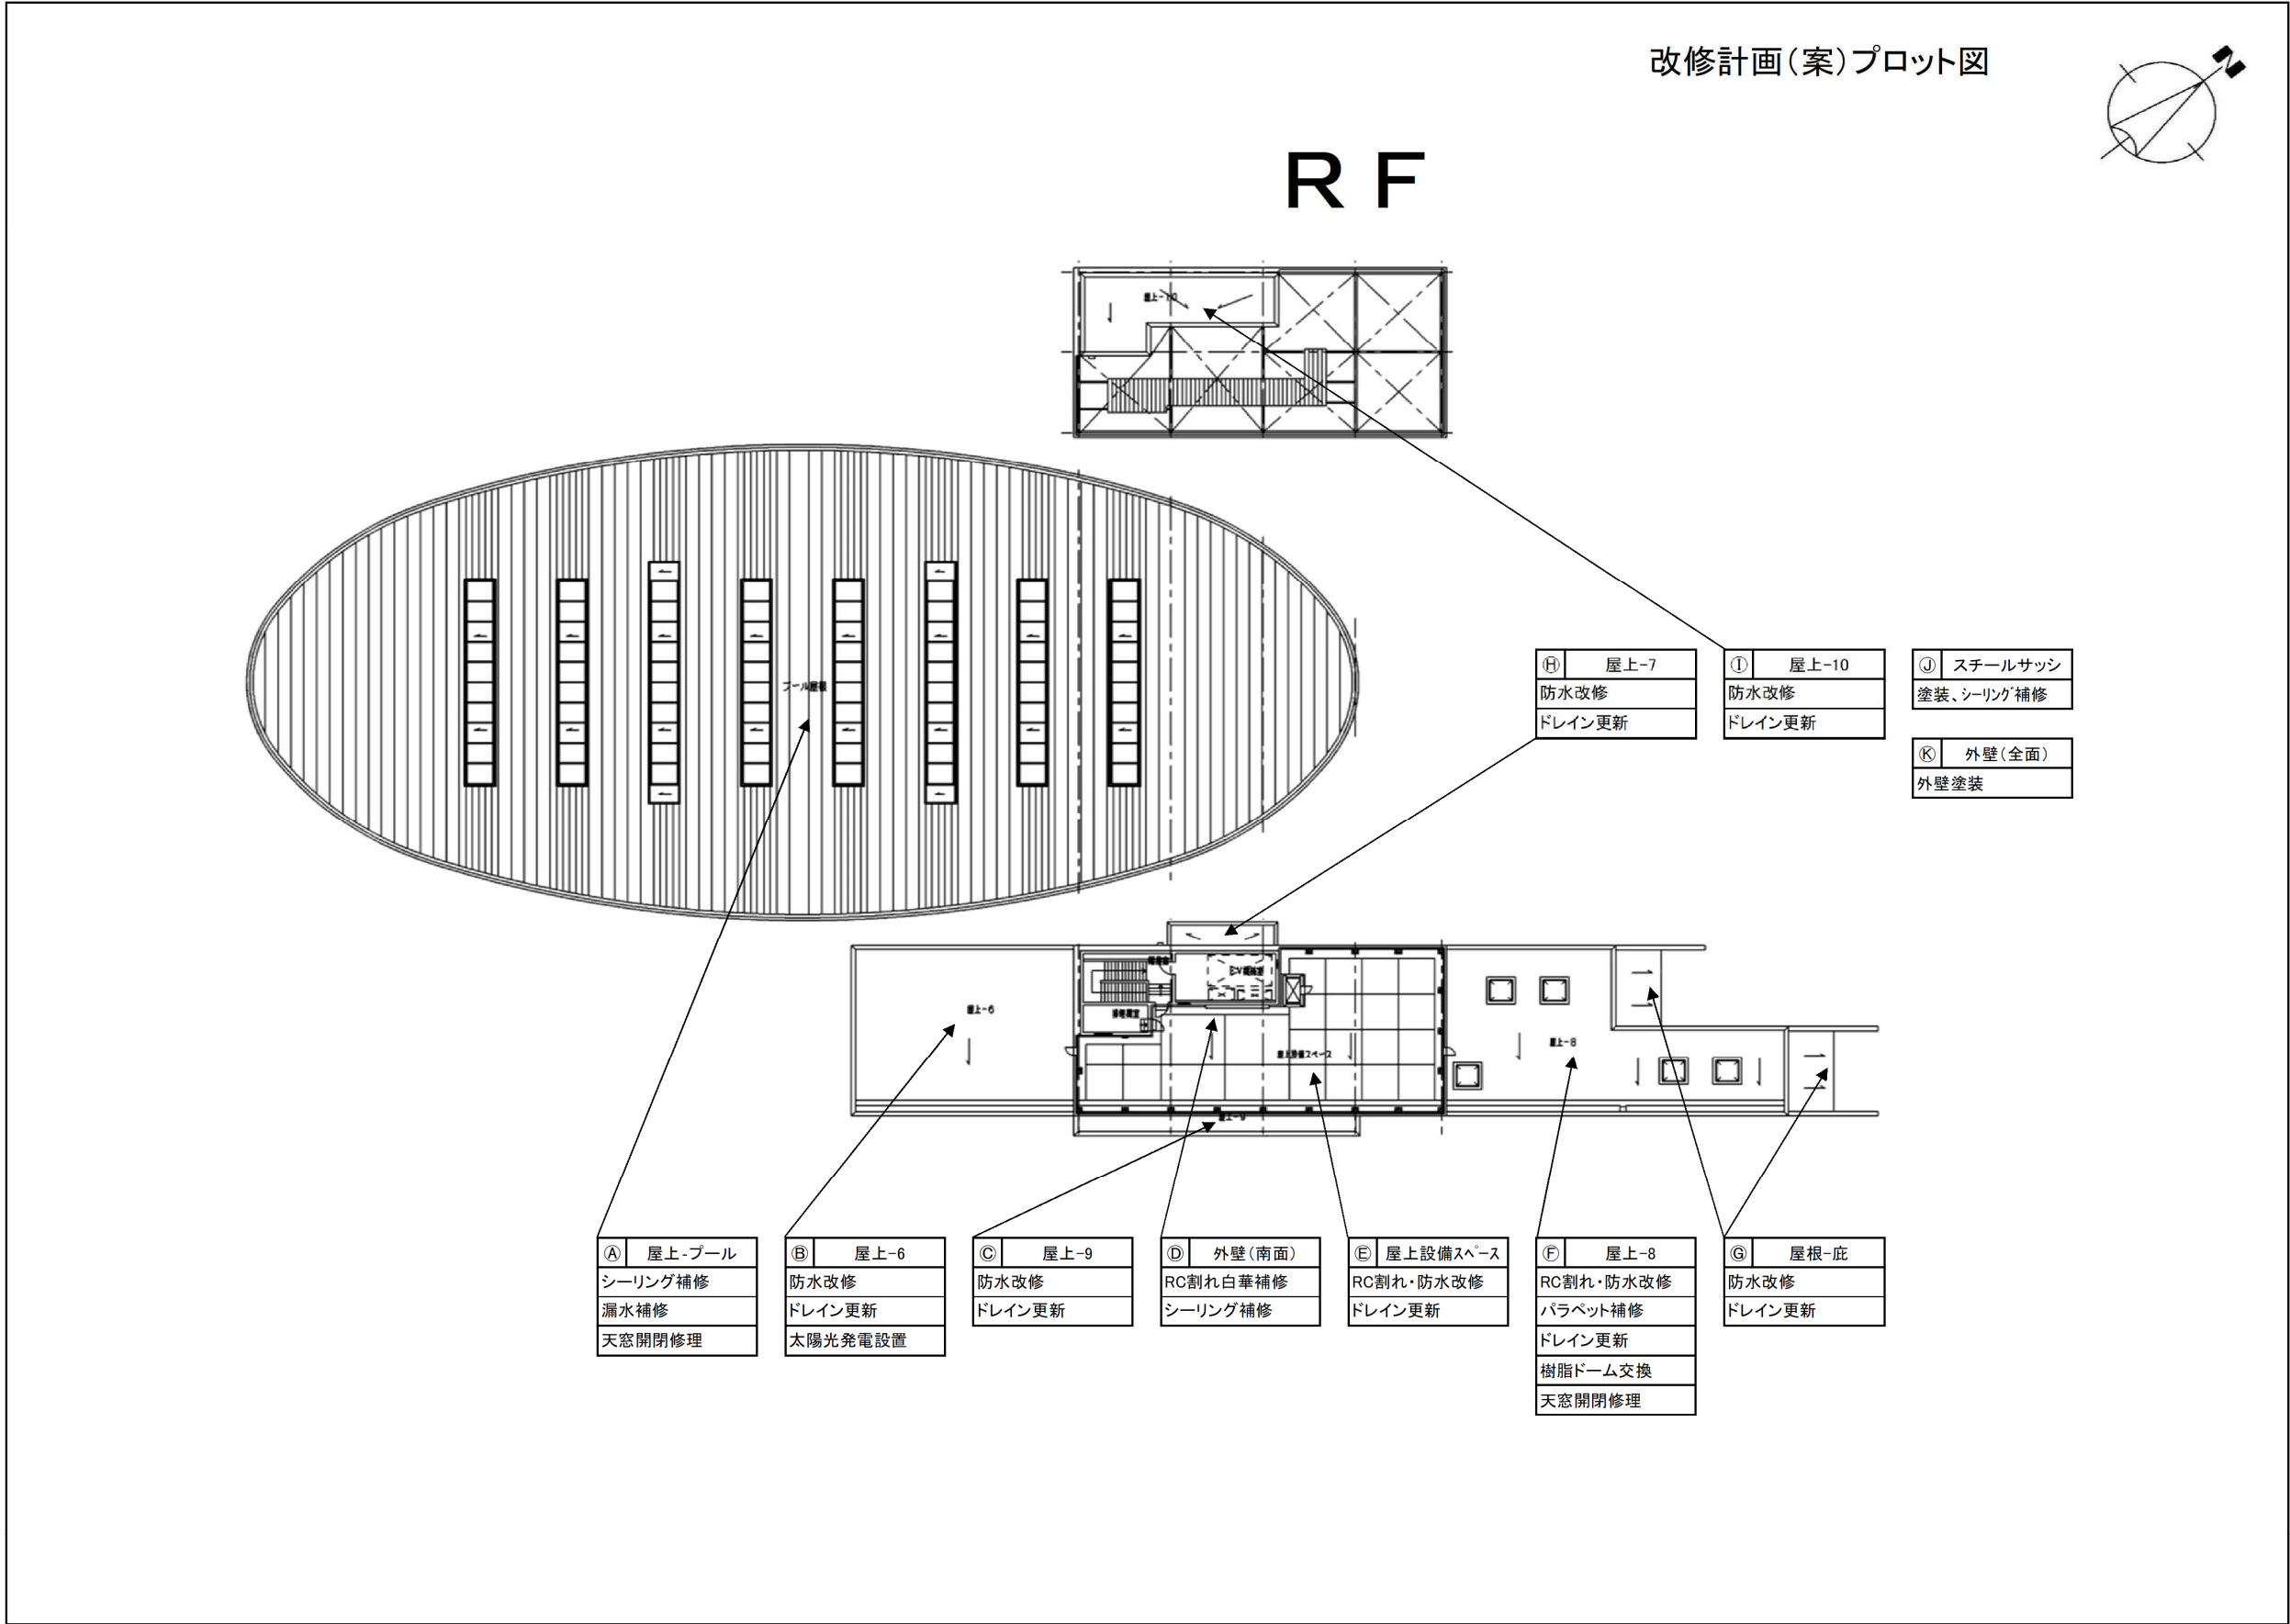 改修計画（案）プロット図
N
ＲＦ
屋上-10
プール屋根
Ⓗ 屋上-7
防水改修
ドレイン更新
Ⓘ 屋上-10
防水改修
ドレイン更新
Ⓙ スチールサッシ
塗装、シーリング補修
Ⓚ 外壁（全面）
外壁塗装
屋上-6
屋上設備スペース
屋上-8
屋上-9
Ⓐ 屋上-プール
シーリング補修
漏水補修
天窓開閉修理
Ⓑ 屋上-6
防水改修
ドレイン更新
太陽光発電設置
Ⓒ 屋上-9
防水改修
ドレイン更新
Ⓓ 外壁（南面）
RC割れ白華補修
シーリング補修
Ⓔ 屋上設備スペース
RC割れ・防水改修
ドレイン更新
Ⓕ 屋上-8
RC割れ・防水改修
パラペット補修
ドレイン更新
樹脂ドーム交換
天窓開閉修理
Ⓖ 屋根-庇
防水改修
ドレイン更新